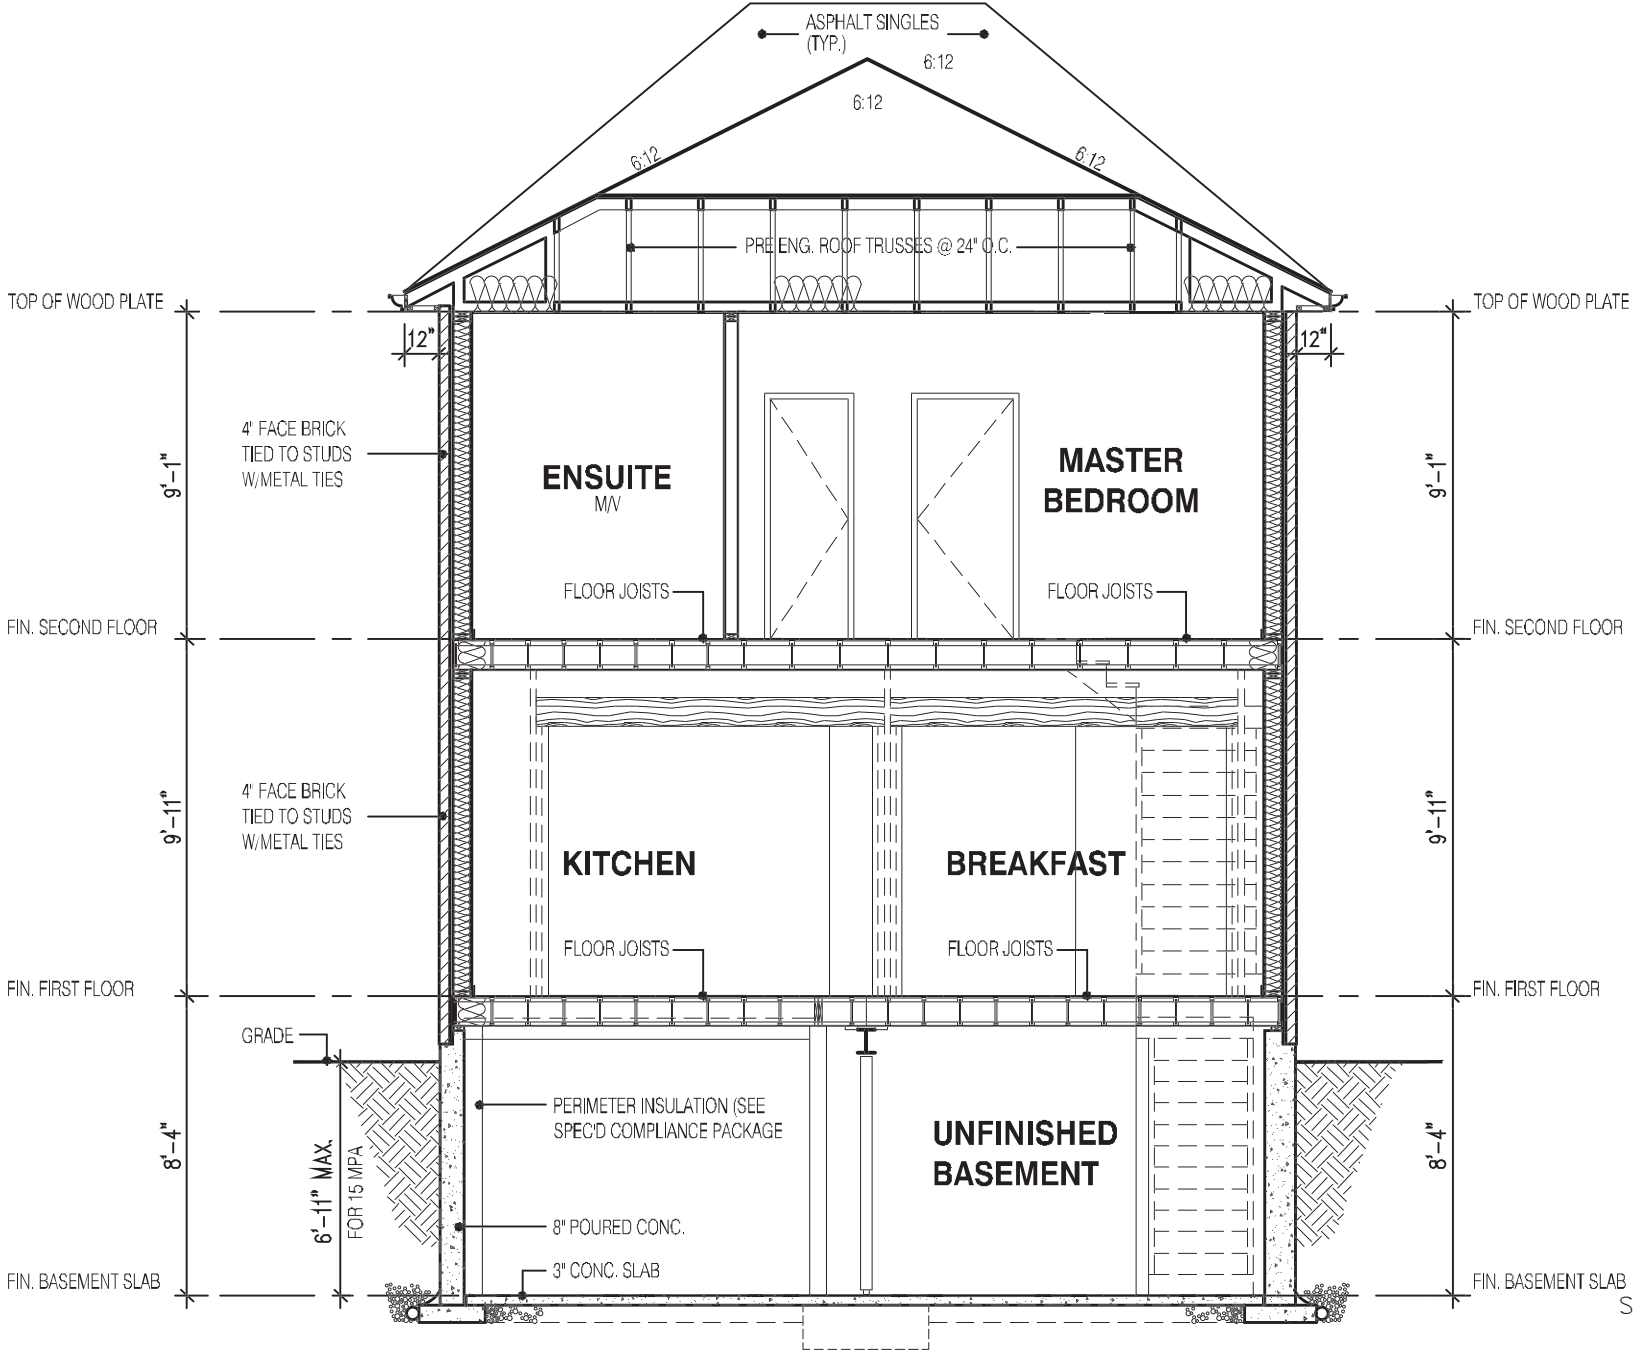 ASPHALT SINGLES
(TYP.)
6:12
6:12
6:12
6:12
PRE ENG. ROOF TRUSSES @ 24" O.C.
TOP OF WOOD PLATE
TOP OF WOOD PLATE
12"
12"
4" FACE BRICK
TIED TO STUDS
W/METAL TIES
9'-1"
9'-1"
ENSUITE
M/V
MASTER
BEDROOM
FLOOR JOISTS
FLOOR JOISTS
FIN. SECOND FLOOR
FIN. SECOND FLOOR
4" FACE BRICK
TIED TO STUDS
W/METAL TIES
9'-11"
9'-11"
KITCHEN
BREAKFAST
FLOOR JOISTS
FLOOR JOISTS
FIN. FIRST FLOOR
FIN. FIRST FLOOR
GRADE
PERIMETER INSULATION (SEE
SPEC'D COMPLIANCE PACKAGE
UNFINISHED
BASEMENT
8'-4"
8'-4"
6'-11" MAX.
FOR 15 MPA
8" POURED CONC.
3" CONC. SLAB
FIN. BASEMENT SLAB
FIN. BASEMENT SLAB
S